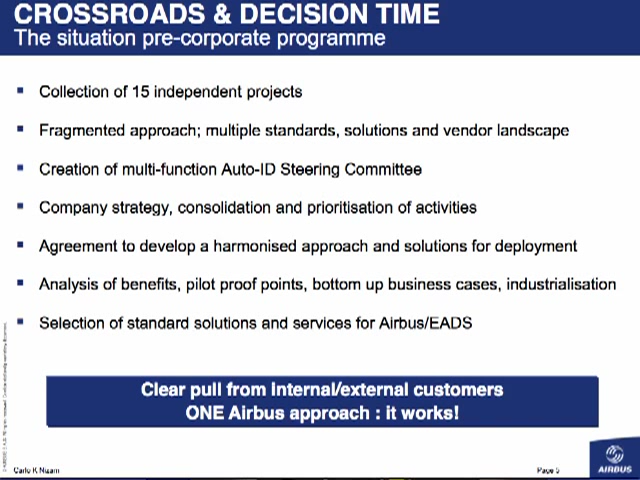 CROSSROADS & DECISION TIME
The situation pre-corporate programme
Collection of 15 independent projects
Fragmented approach; multiple standards, solutions and vendor landscape
Creation of multi-function Auto-ID Steering Committee
Company strategy, consolidation and prioritisation of activities
Agreement to develop a harmonised approach and solutions for deployment
Analysis of benefits, pilot proof points, bottom up business cases, industrialisation
Selection of standard solutions and services for Airbus/EADS
Clear pull from internal/external customers
ONE Airbus approach : it works!
Carlo K Nizam
Page 5
AIRBUS